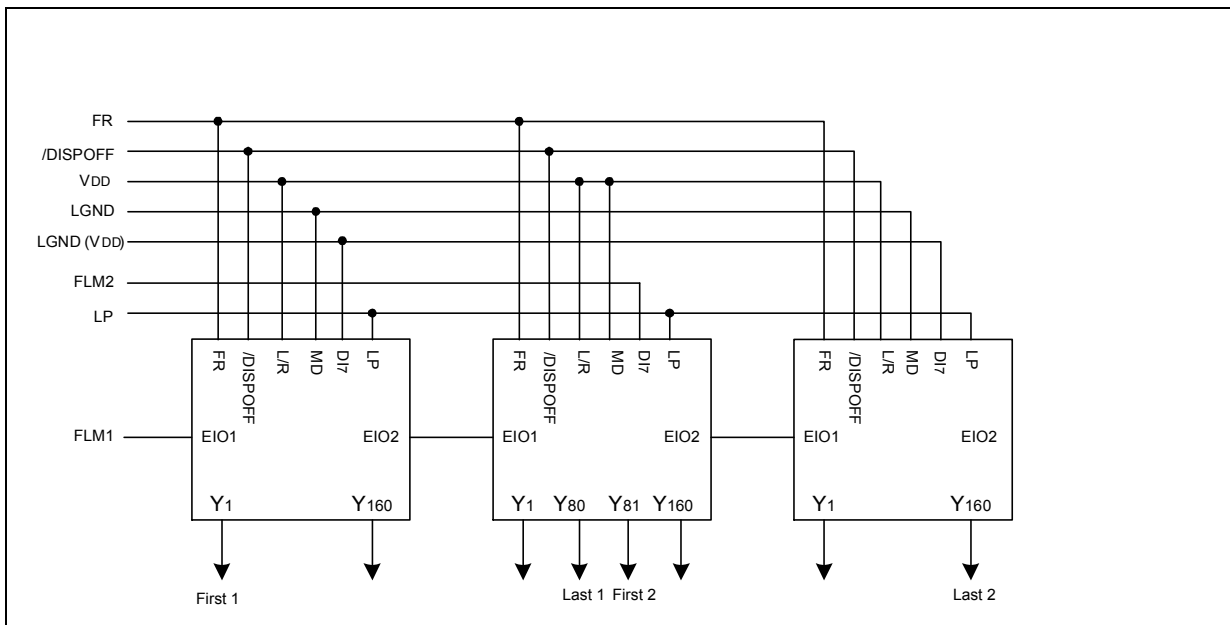 FR
/DISPOFF
VDD
LGND
LGND (VDD)
FLM2
LP
FR
/DISPOFF
L/R
MD
DI7
LP
FR
/DISPOFF
L/R
MD
DI7
LP
FR
/DISPOFF
L/R
MD
DI7
LP
FLM1
EIO1
EIO2
EIO1
EIO2
EIO1
EIO2
Y1
Y160
Y1
Y80
Y81
Y160
Y1
Y160
First 1
Last 1
First 2
Last 2